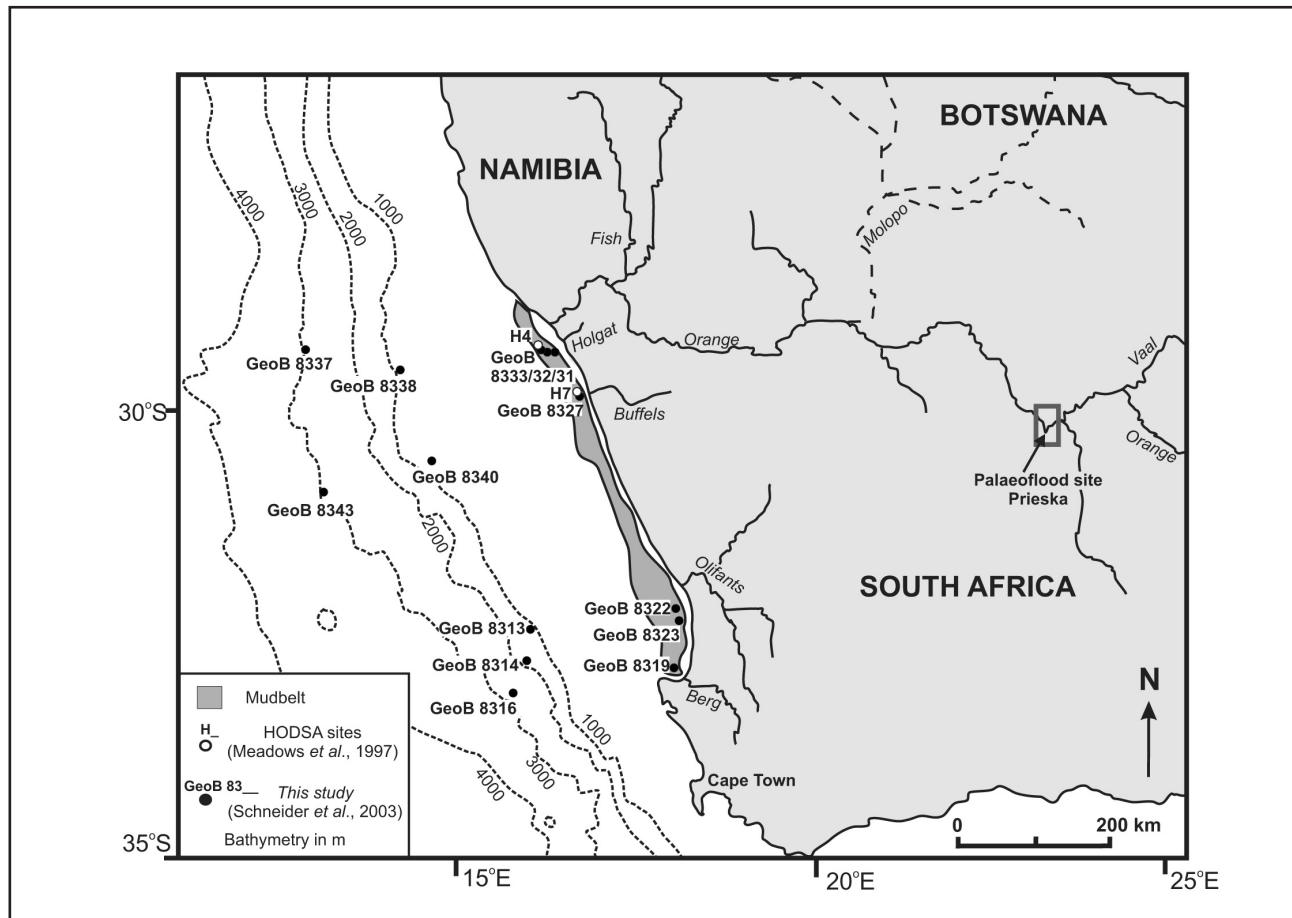 BOTSWANA
NAMIBIA
4000
3000
2000
1000
Fish
Molopo
H4
Holgat
GeoB
8333/32/31
Orange
Vaal
GeoB 8337
GeoB 8338
H7
GeoB 8327
Buffels
30°S
Orange
Palaeoflood site
Prieska
GeoB 8340
GeoB 8343
2000
Olifants
SOUTH AFRICA
GeoB 8322
GeoB 8323
GeoB 8313
GeoB 8314
GeoB 8319
GeoB 8316
Berg
N
1000
3000
4000
Cape Town
Mudbelt
H_ HODSA sites
(Meadows et al., 1997)
GeoB 83_ This study
(Schneider et al., 2003)
Bathymetry in m
0 200 km
35°S
15°E
20°E
25°E